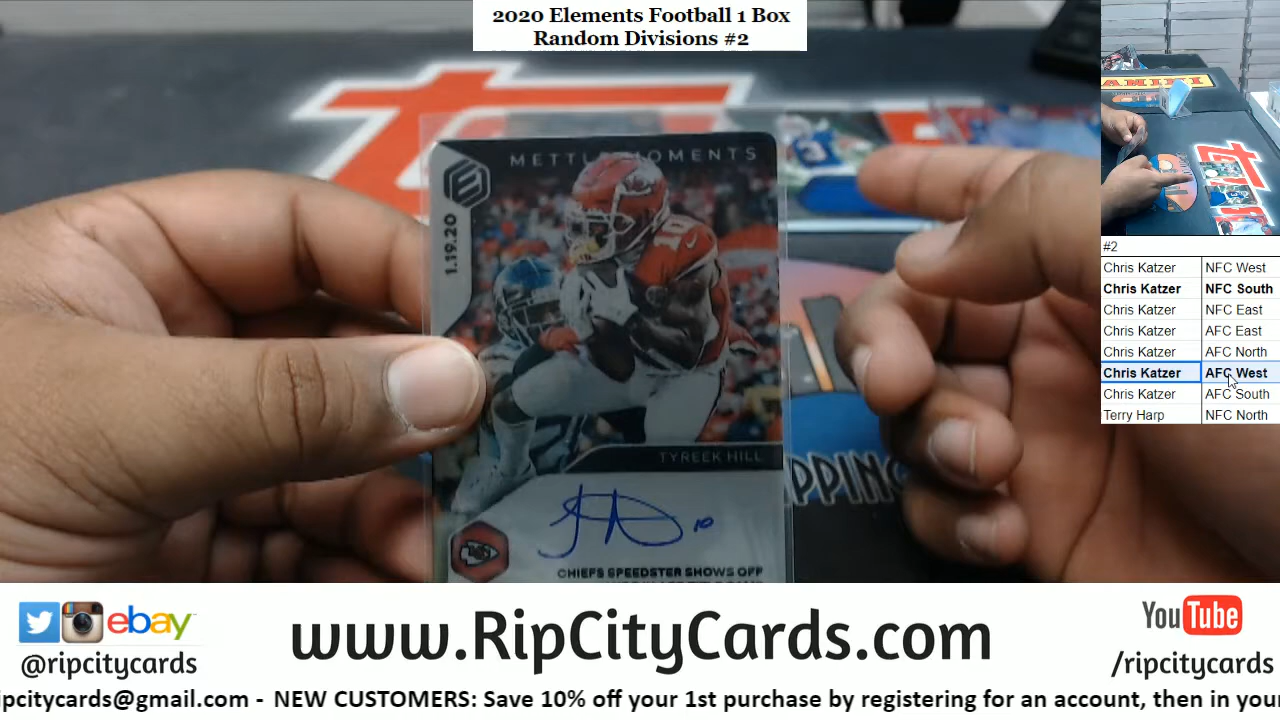 2020 Elements Football 1 Box
Random Divisions #2
METTLE MOMENTS
1.19.20
10
TYREEK HILL
10
CHIEFS SPEEDSTER SHOWS OFF
PPING
PANINI
#2
Chris Katzer NFC West
Chris Katzer NFC South
Chris Katzer NFC East
Chris Katzer AFC East
Chris Katzer AFC North
Chris Katzer AFC West
Chris Katzer AFC South
Terry Harp NFC North
ebay
@ripcitycards
www.RipCityCards.com
YouTube
/ripcitycards
ipcitycards@gmail.com - NEW CUSTOMERS: Save 10% off your 1st purchase by registering for an account, then in your